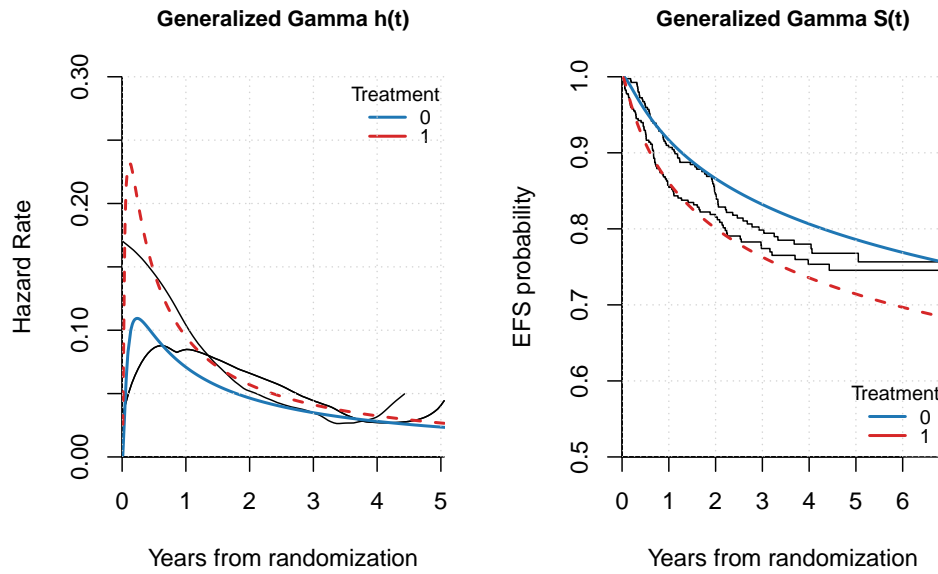 Generalized Gamma h(t)
Hazard Rate
0.30
0.20
0.10
0.00
Treatment
0
1
0 1 2 3 4 5
Years from randomization
Generalized Gamma S(t)
EFS probability
1.0
0.9
0.8
0.7
0.6
0.5
Treatment
0
1
0 1 2 3 4 5 6
Years from randomization